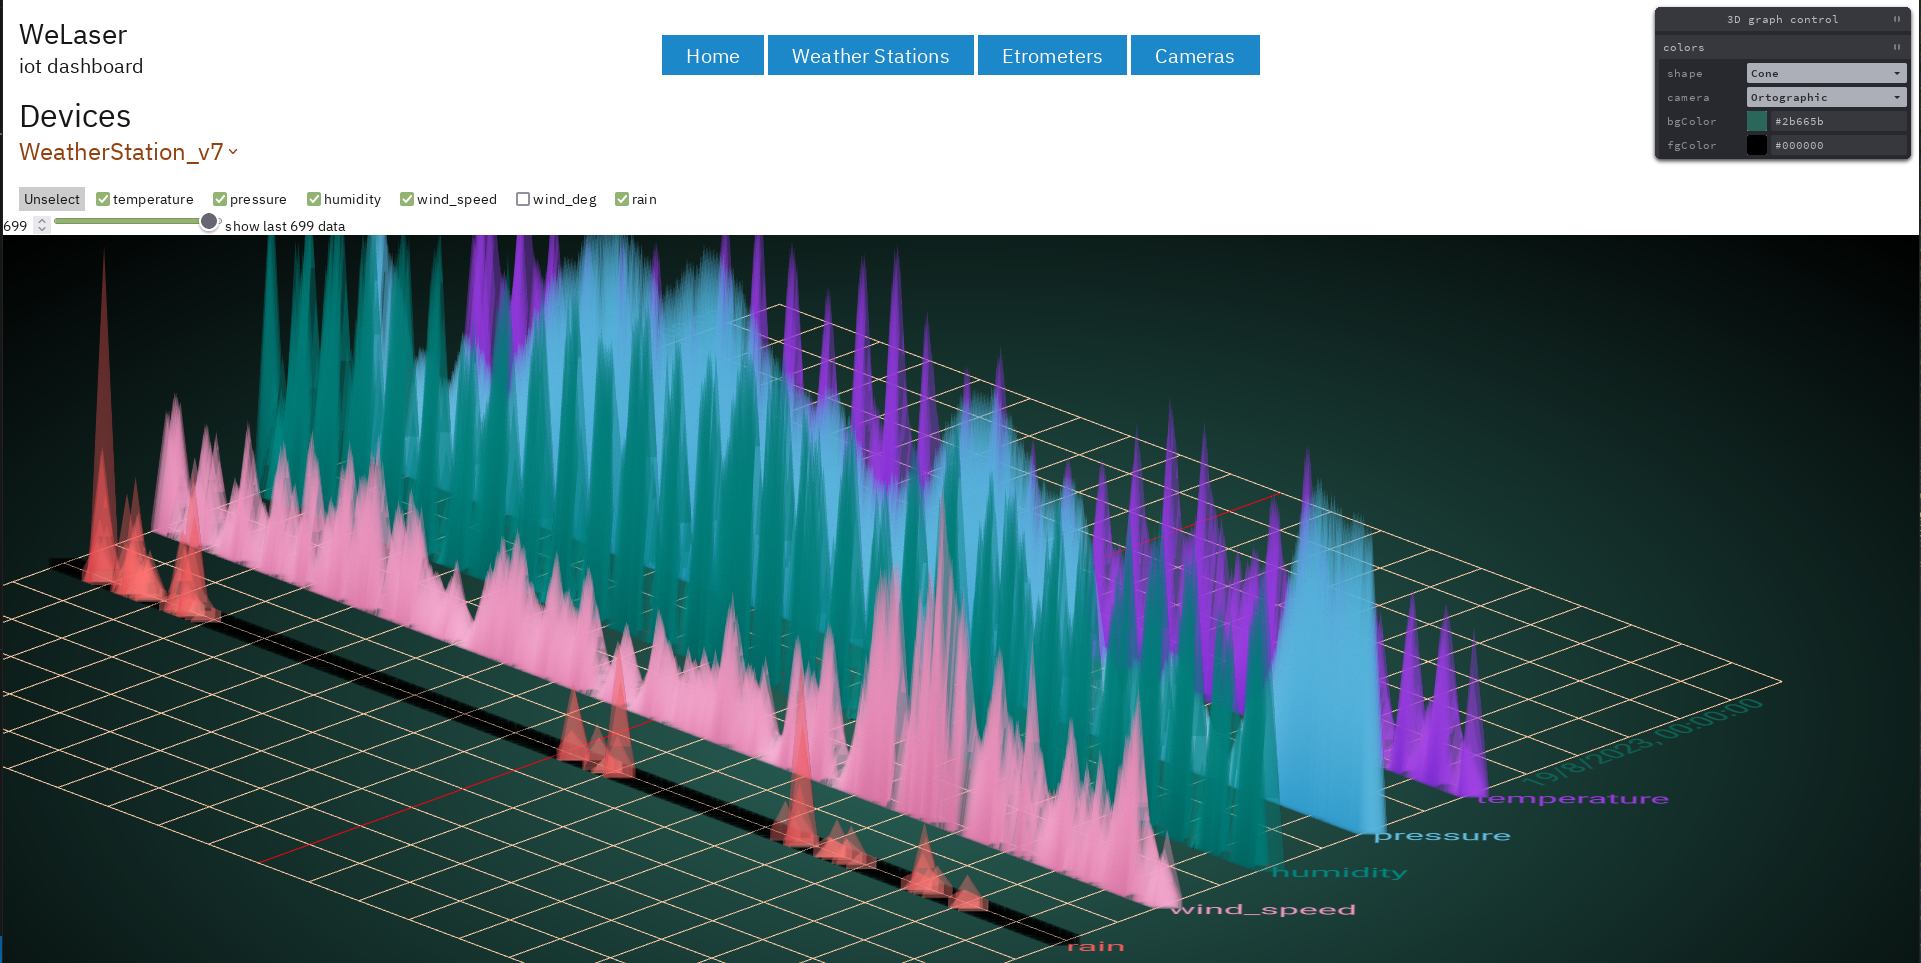 WeLaser
iot dashboard
Home
Weather Stations
Etrometers
Cameras
3D graph control
colors
shape
Cone
camera
Ortographic
bgColor
#2b665b
fgColor
#000000
Devices
WeatherStation_v7
Unselect
temperature
pressure
humidity
wind_speed
wind_deg
rain
699
show last 699 data
19/8/2023, 00:00:00
temperature
pressure
humidity
wind_speed
rain